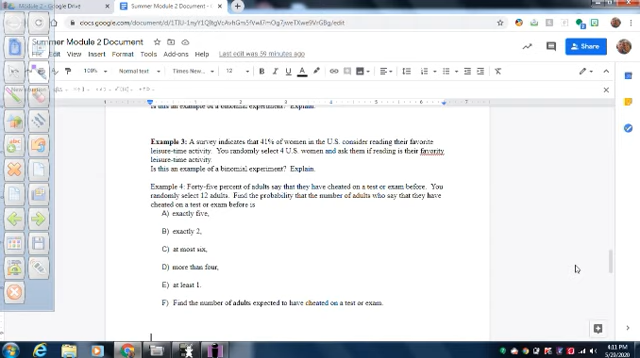 Module 2 - Google Drive
Summer Module 2 Document
docs.google.com/document/d/
Summer Module 2 Document
Edit View Insert Format Tools Add-ons Help Last edit was 39 minutes ago
Share
100% Normal text Times New... 12 B I U A
Is this an example of a binomial experiment? Explain.
Example 3: A survey indicates that 41% of women in the U.S. consider reading their favorite
leisure-time activity. You randomly select 4 U.S. women and ask them if reading is their favority
leisure-time activity.
Is this an example of a binomial experiment? Explain.
Example 4: Forty-five percent of adults say that they have cheated on a test or exam before. You
randomly select 12 adults. Find the probability that the number of adults who say that they have
cheated on a test or exam before is
A) exactly five,
B) exactly 2,
C) at most six,
D) more than four,
E) at least 1.
F) Find the number of adults expected to have cheated on a test or exam.
4:01 PM
5/23/2020